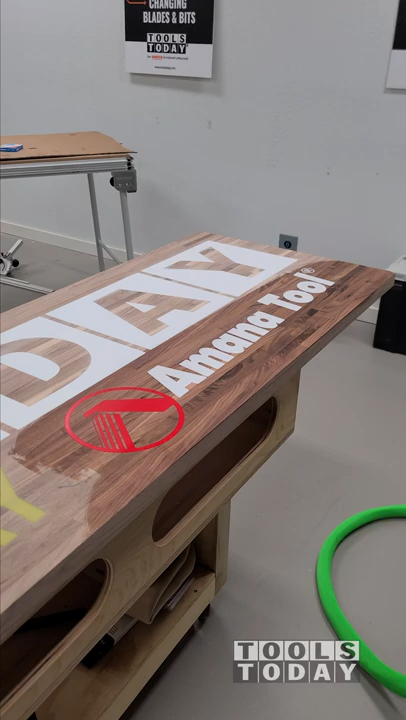 CHANGING
BLADES & BITS
TOOLS
TODAY
DAY
Amana Tool®
TOOLS
TODAY